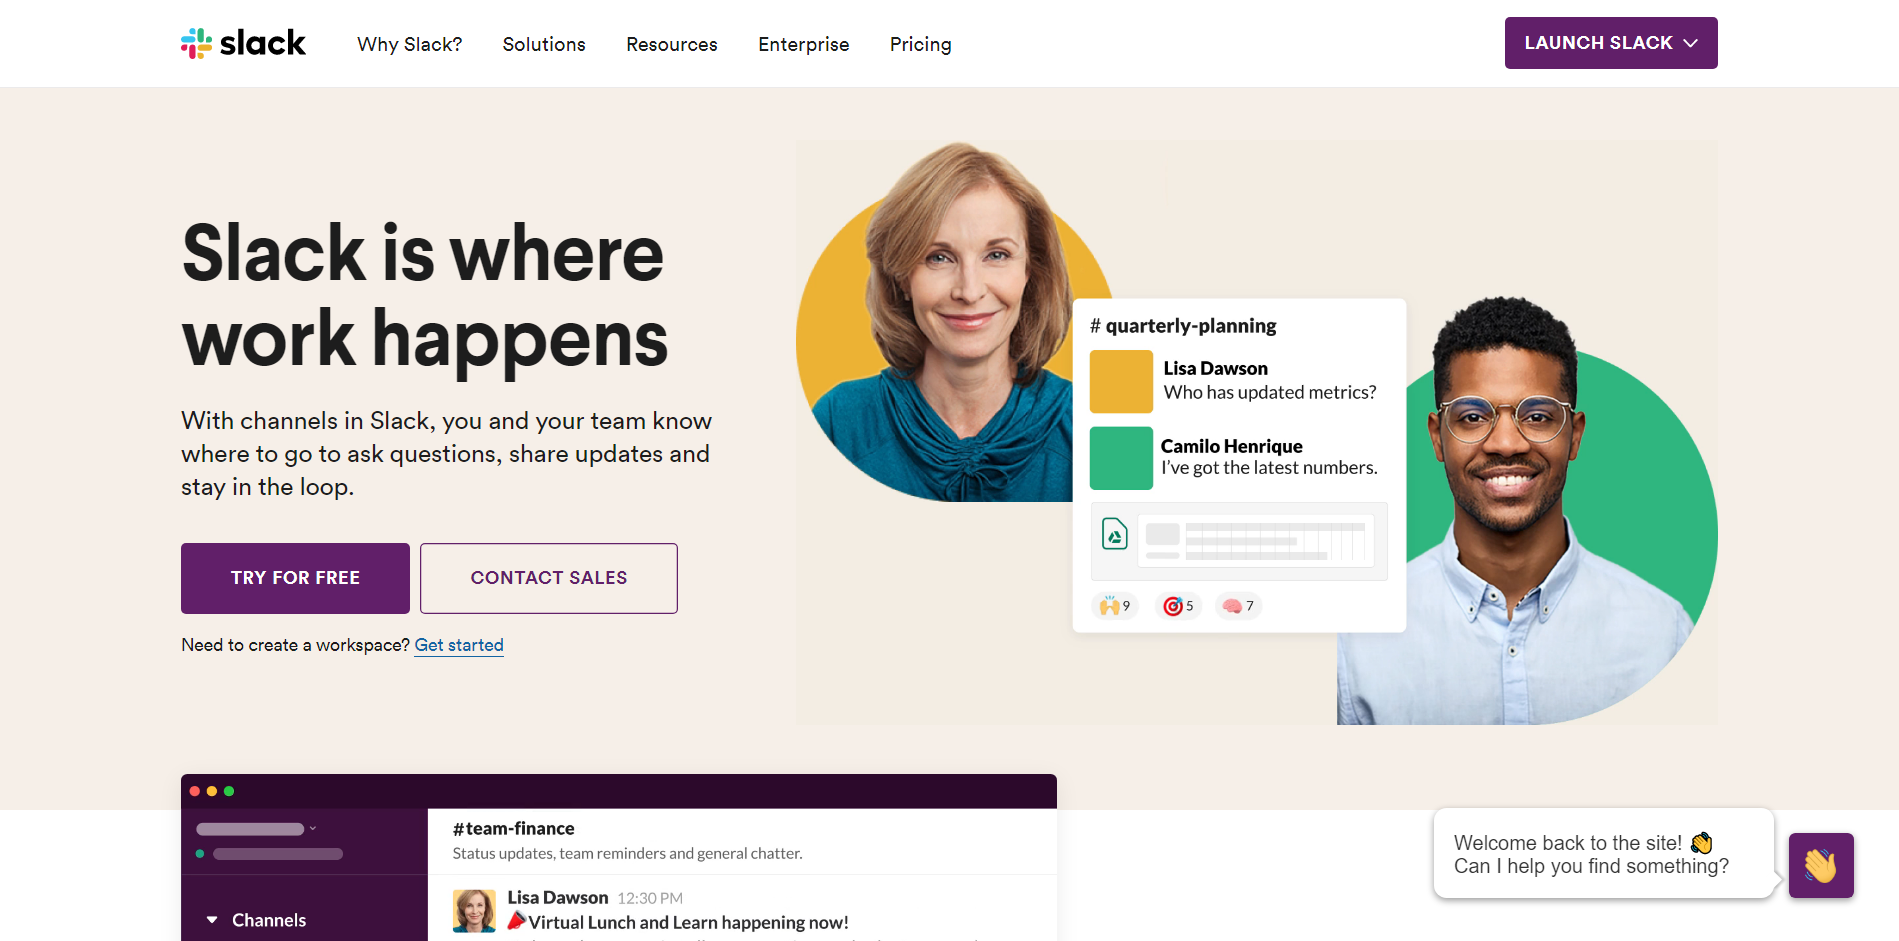 slack
Why Slack?
Solutions
Resources
Enterprise
Pricing
LAUNCH SLACK
Slack is where
work happens
With channels in Slack, you and your team know
where to go to ask questions, share updates and
stay in the loop.
TRY FOR FREE
CONTACT SALES
Need to create a workspace? Get started
# quarterly-planning
Lisa Dawson
Who has updated metrics?
Camilo Henrique
I've got the latest numbers.
9
5
7
#team-finance
Status updates, team reminders and general chatter.
Channels
Lisa Dawson 12:30 PM
Virtual Lunch and Learn happening now!
Welcome back to the site!
Can I help you find something?